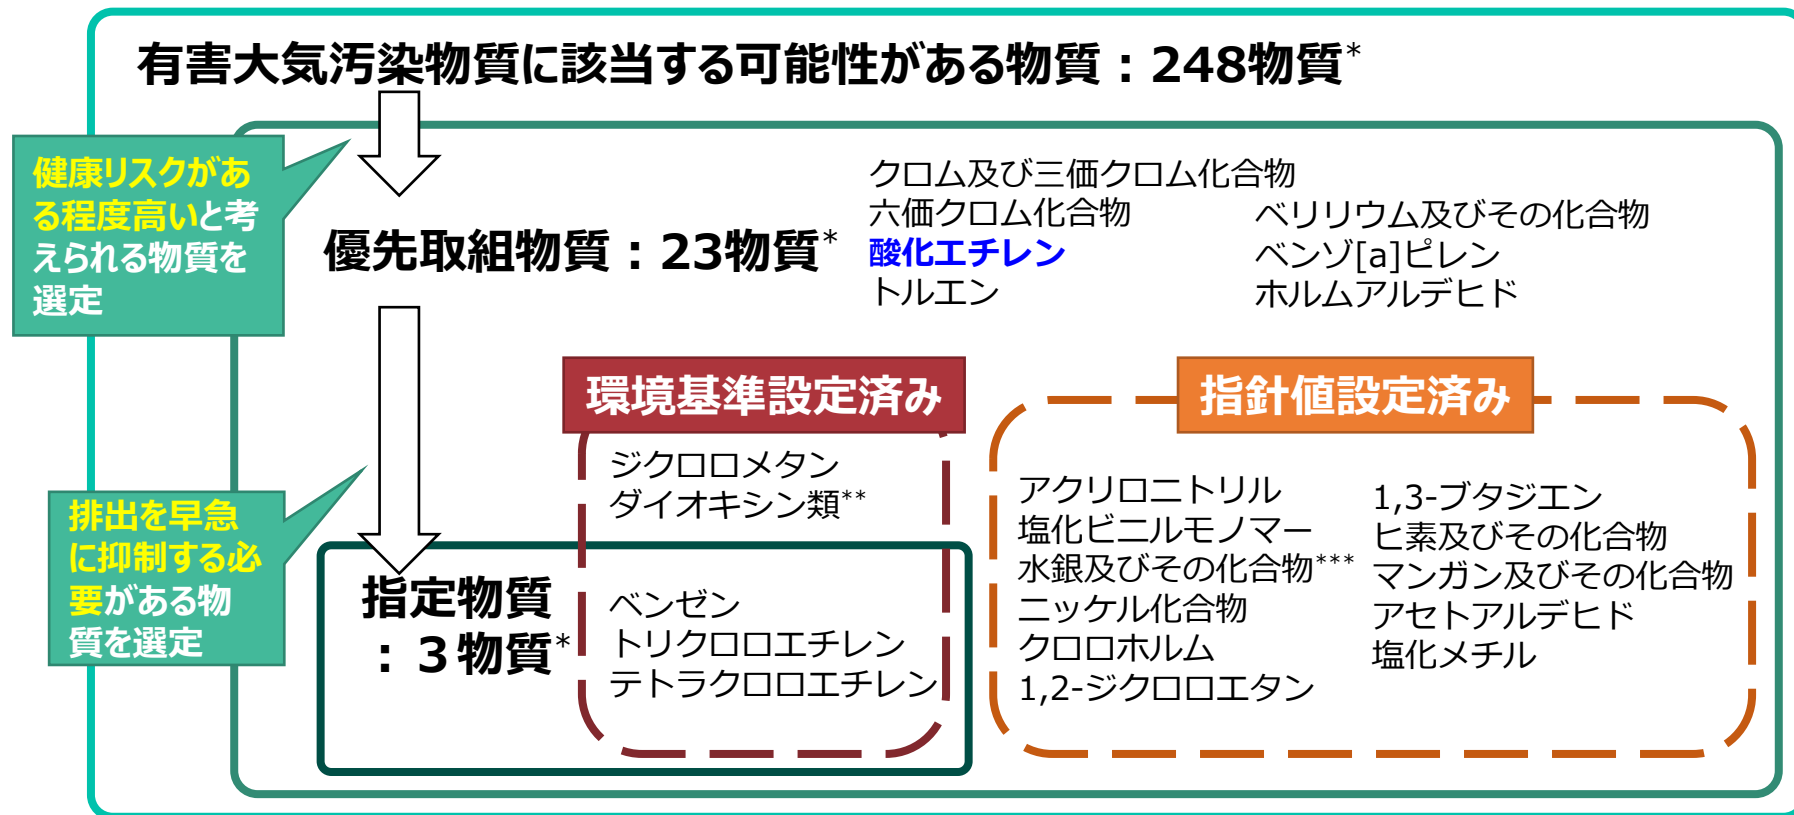 有害大気汚染物質に該当する可能性がある物質：248物質*
健康リスクがあ
る程度高いと考
えられる物質を
選定
優先取組物質：23物質*
クロム及び三価クロム化合物
六価クロム化合物
酸化エチレン
トルエン
ベリリウム及びその化合物
ベンゾ[a]ピレン
ホルムアルデヒド
環境基準設定済み
ジクロロメタン
ダイオキシン類**
指針値設定済み
アクリロニトリル
塩化ビニルモノマー
水銀及びその化合物***
ニッケル化合物
クロロホルム
1,2-ジクロロエタン
1,3-ブタジエン
ヒ素及びその化合物
マンガン及びその化合物
アセトアルデヒド
塩化メチル
排出を早急
に抑制する必
要がある物
質を選定
指定物質
：３物質*
ベンゼン
トリクロロエチレン
テトラクロロエチレン